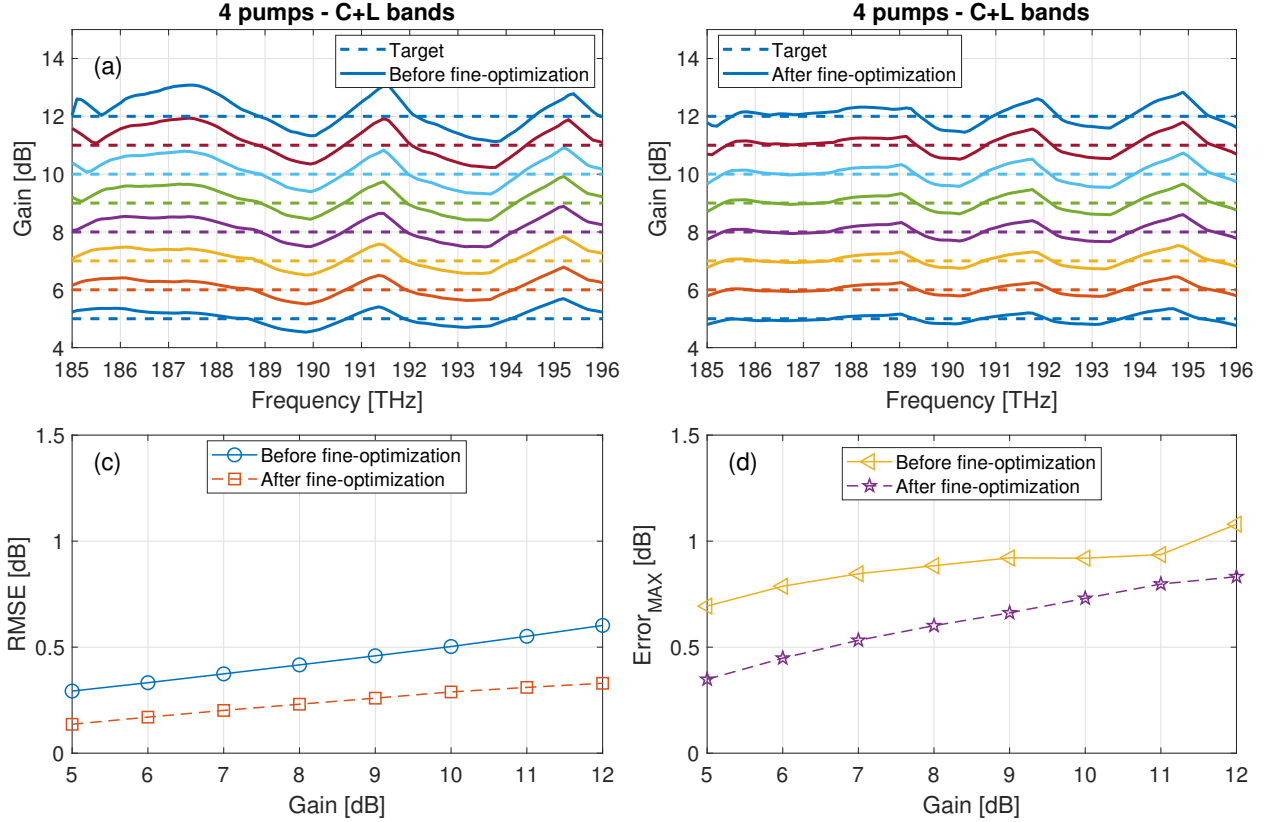 4 pumps - C+L bands
(a)
Target
Before fine-optimization
Gain [dB]
14
12
10
8
6
4
185 186 187 188 189 190 191 192 193 194 195 196
Frequency [THz]
4 pumps - C+L bands
Target
After fine-optimization
Gain [dB]
14
12
10
8
6
4
185 186 187 188 189 190 191 192 193 194 195 196
Frequency [THz]
(c)
Before fine-optimization
After fine-optimization
RMSE [dB]
1.5
1
0.5
0
5 6 7 8 9 10 11 12
Gain [dB]
(d)
Before fine-optimization
After fine-optimization
Error_MAX [dB]
1.5
1
0.5
0
5 6 7 8 9 10 11 12
Gain [dB]